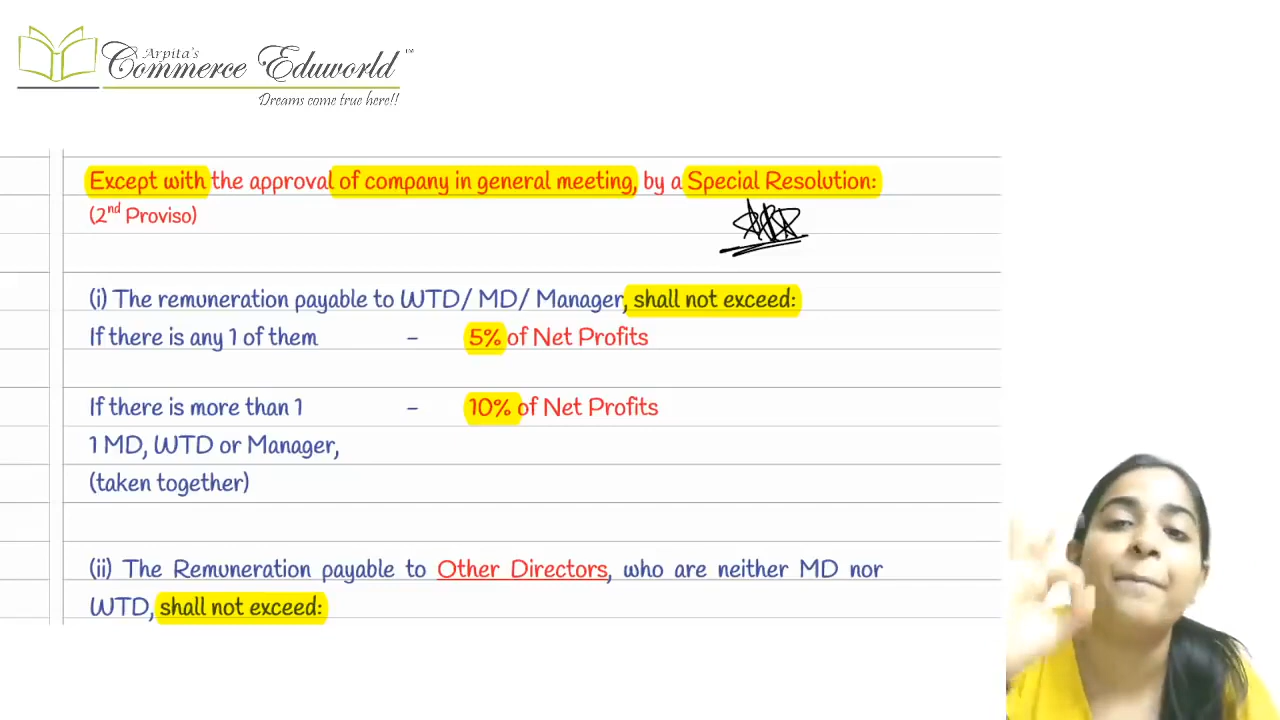 Arpita's
Commerce Eduworld™
Dreams come true here!!
Except with the approval of company in general meeting, by a Special Resolution:
(2nd Proviso)
(i) The remuneration payable to WTD/ MD/ Manager, shall not exceed:
If there is any 1 of them - 5% of Net Profits
If there is more than 1 - 10% of Net Profits
1 MD, WTD or Manager,
(taken together)
(ii) The Remuneration payable to Other Directors, who are neither MD nor
WTD, shall not exceed: